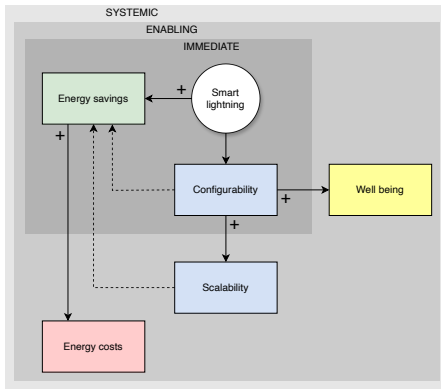 SYSTEMIC
ENABLING
IMMEDIATE
Energy savings
+
Smart
lightning
+
Configurability
+
Well being
+
Scalability
Energy costs